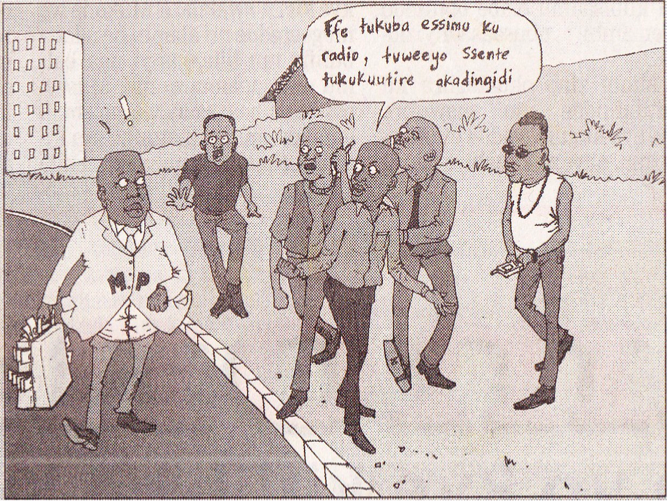 Ffe tukuba essimu ku
radio, tuweeyo Ssente
tukukuutire akadingidi
MP